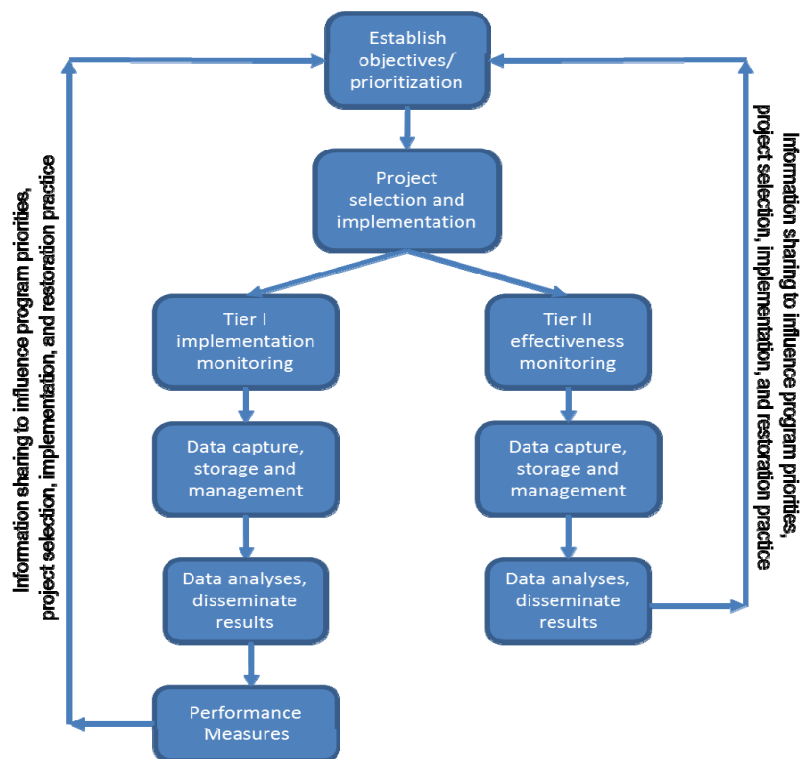 Establish
objectives/
prioritization
Project
selection and
implementation
Tier I
implementation
monitoring
Tier II
effectiveness
monitoring
Data capture,
storage and
management
Data capture,
storage and
management
Data analyses,
disseminate
results
Data analyses,
disseminate
results
Performance
Measures
Information sharing to influence program priorities,
project selection, implementation, and restoration practice
Information sharing to influence program priorities,
project selection, implementation, and restoration practice